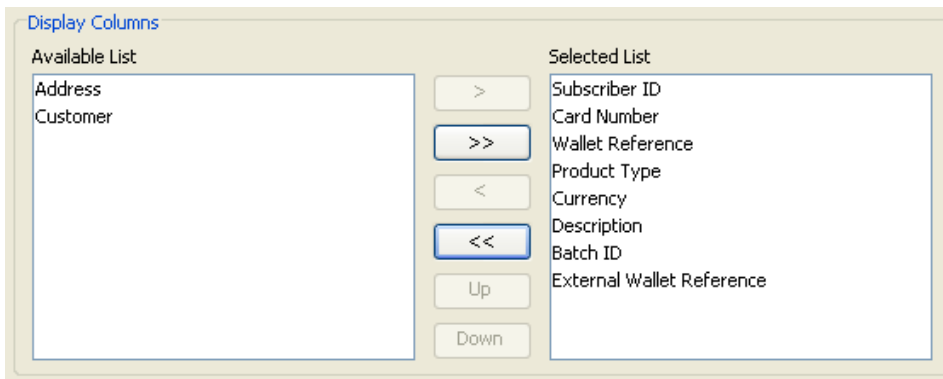 Display Columns
Available List
Address
Customer
>
>>
<
<<
Up
Down
Selected List
Subscriber ID
Card Number
Wallet Reference
Product Type
Currency
Description
Batch ID
External Wallet Reference